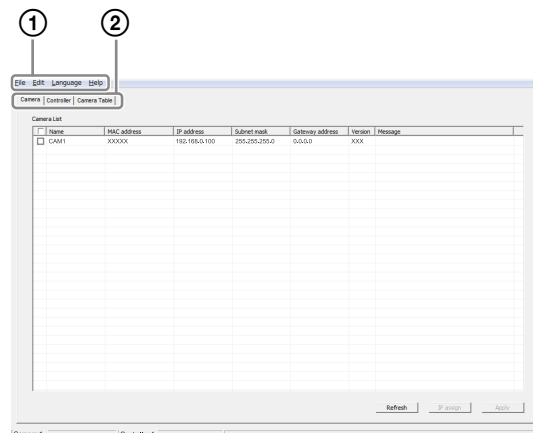 1 2
File Edit Language Help
Camera Controller Camera Table
Camera List
Name MAC address IP address Subnet mask Gateway address Version Message
CAM1 XXXXX 192.168.0.100 255.255.255.0 0.0.0.0 XXX
Refresh IP assign Apply